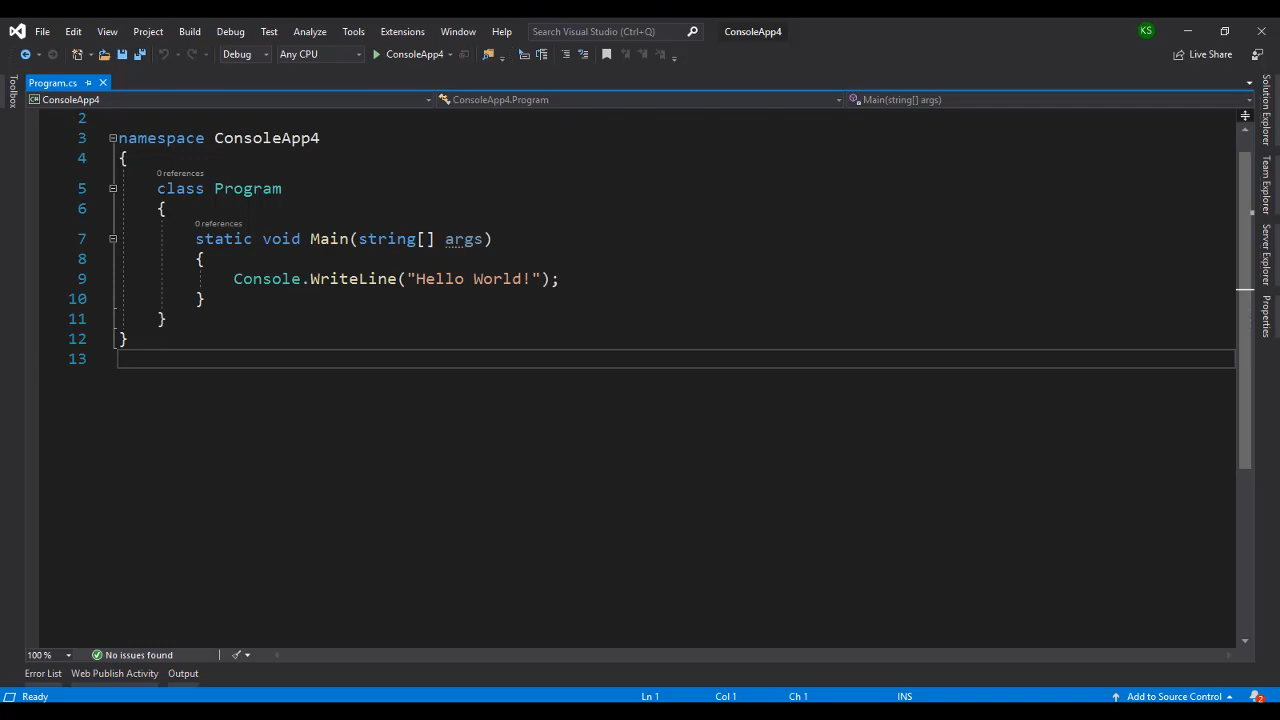 File Edit View Project Build Debug Test Analyze Tools Extensions Window Help Search Visual Studio (Ctrl+Q) ConsoleApp4 KS
Debug Any CPU ConsoleApp4 Live Share
Program.cs
ConsoleApp4 ConsoleApp4.Program Main(string[] args)
2
3 namespace ConsoleApp4
4 {
0 references
5 class Program
6 {
0 references
7 static void Main(string[] args)
8 {
9 Console.WriteLine("Hello World!");
10 }
11 }
12 }
13
100 % No issues found
Error List Web Publish Activity Output
Ready Ln 1 Col 1 Ch 1 INS Add to Source Control 2
Toolbox
Solution Explorer
Team Explorer
Server Explorer
Properties